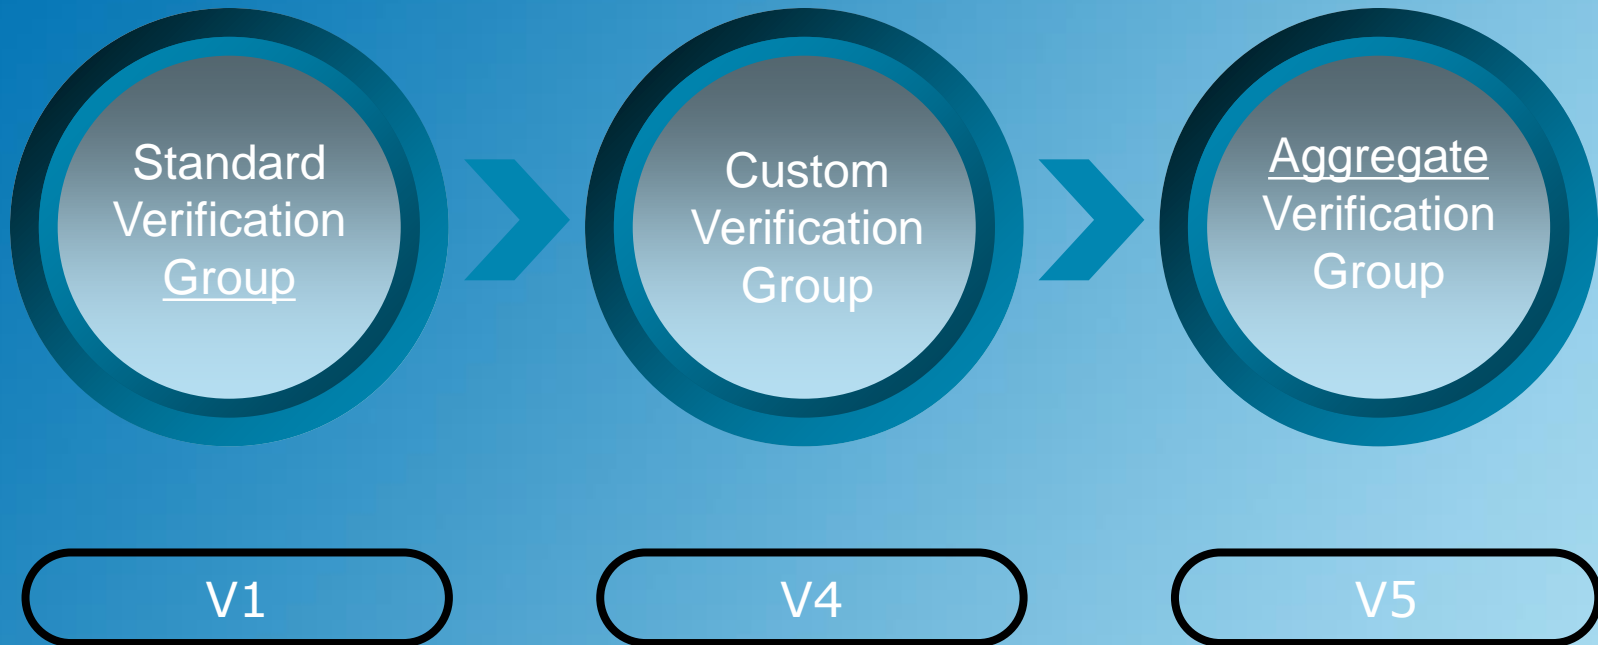 Standard
Verification
Group
Custom
Verification
Group
Aggregate
Verification
Group
V1
V4
V5